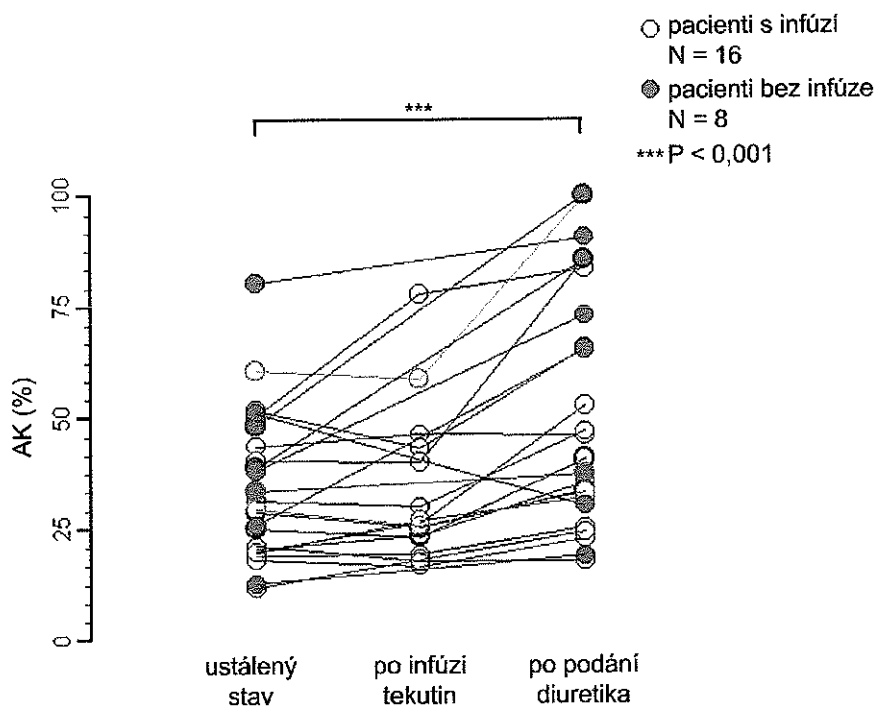 pacienti s infúzí
N = 16
pacienti bez infúze
N = 8
***P < 0,001
***
100
75
50
25
0
AK (%)
ustálený
stav
po infúzi
tekutin
po podání
diuretika